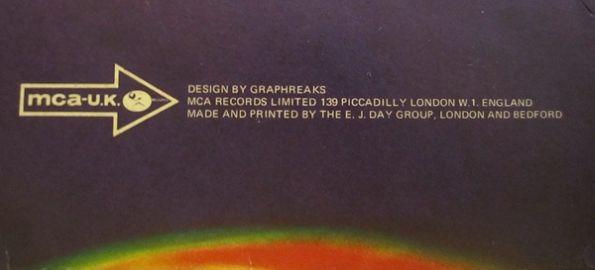 mca-U.K.
DESIGN BY GRAPHREAKS
MCA RECORDS LIMITED 139 PICCADILLY LONDON W.1. ENGLAND
MADE AND PRINTED BY THE E. J. DAY GROUP, LONDON AND BEDFORD